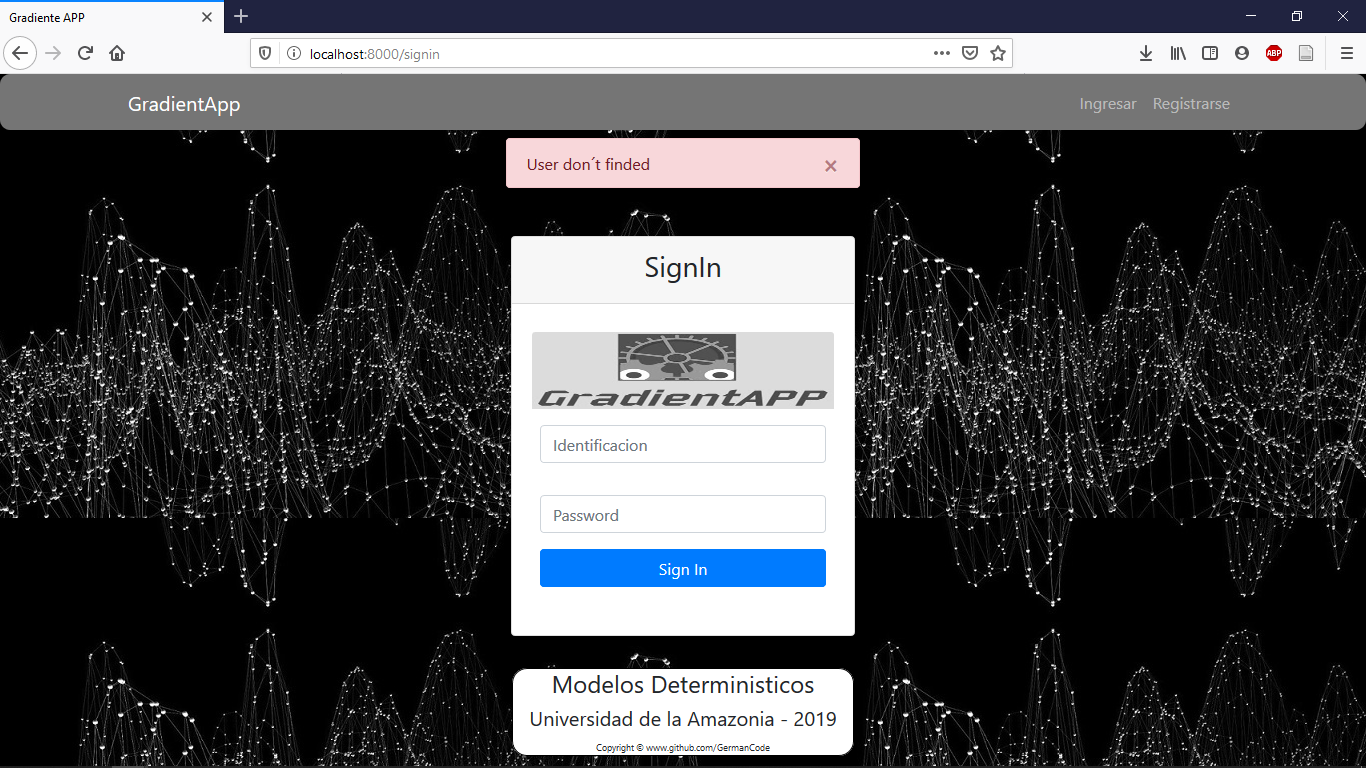 Gradiente APP
localhost:8000/signin
ABP
GradientApp
Ingresar Registrarse
User don´t finded ×
SignIn
GradientAPP
Identificacion
Password
Sign In
Modelos Deterministicos
Universidad de la Amazonia - 2019
Copyright © www.github.com/GermanCode